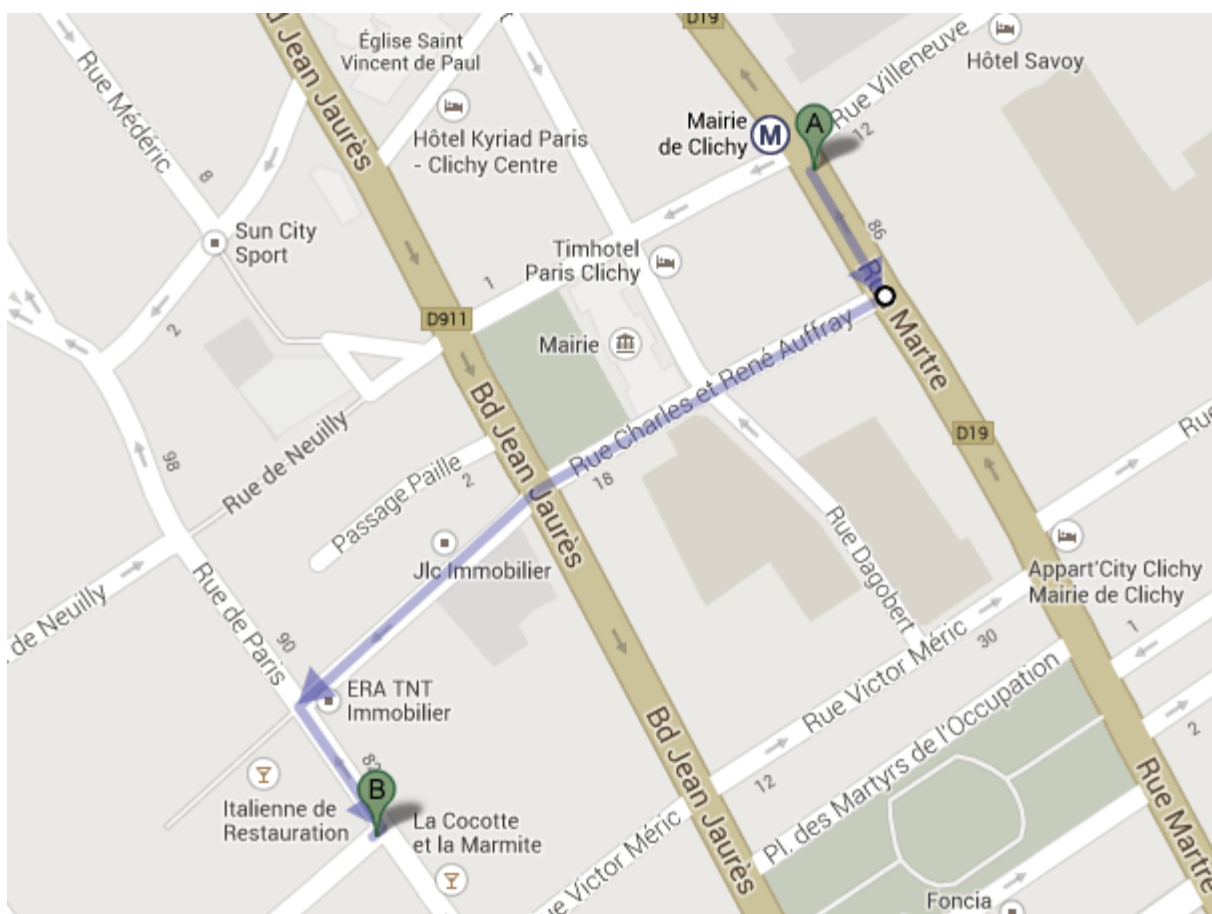 D19
Bd Jean Jaurès
Église Saint
Vincent de Paul
Hôtel Savoy
Rue Villeneuve
12
Rue Médéric
8
Hôtel Kyriad Paris
- Clichy Centre
Mairie
de Clichy
M
A
86
Sun City
Sport
Timhotel
Paris Clichy
1
2
D911
Mairie
Rue Martre
Rue Charles et René Auffray
18
D19
Rue
Bd Jean Jaurès
Rue de Neuilly
98
Passage Paille
2
Jlc Immobilier
Rue Dagobert
Appart'City Clichy
Mairie de Clichy
de Neuilly
Rue de Paris
90
Rue Victor Méric
30
1
ERA TNT
Immobilier
Pl. des Martyrs de l'Occupation
2
Bd Jean Jaurès
12
B
Italienne de
Restauration
La Cocotte
et la Marmite
ue Victor Méric
Rue Martre
Foncia